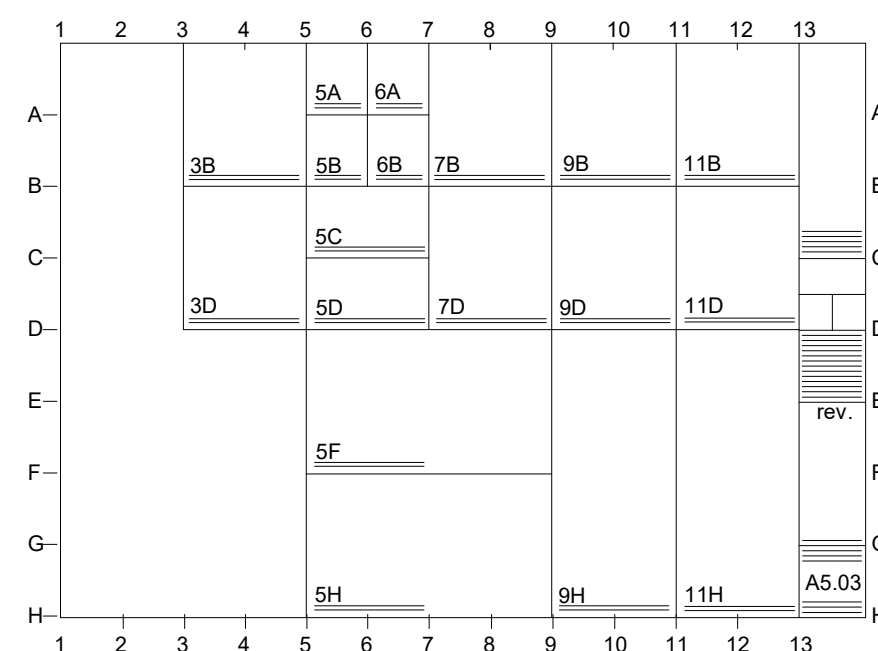 1 2 3 4 5 6 7 8 9 10 11 12 13
5A 6A
A A
3B 5B 6B 7B 9B 11B
B B
5C
C C
3D 5D 7D 9D 11D
D D
E E
rev.
5F
F F
G G
A5.03
5H 9H 11H
H H
1 2 3 4 5 6 7 8 9 10 11 12 13